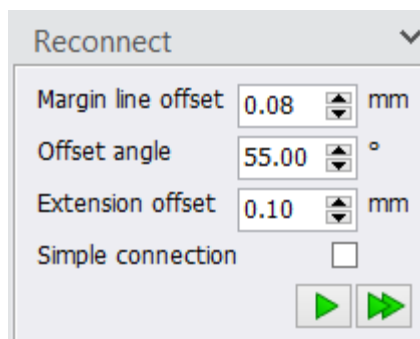 Reconnect
Margin line offset 0.08 mm
Offset angle 55.00 °
Extension offset 0.10 mm
Simple connection